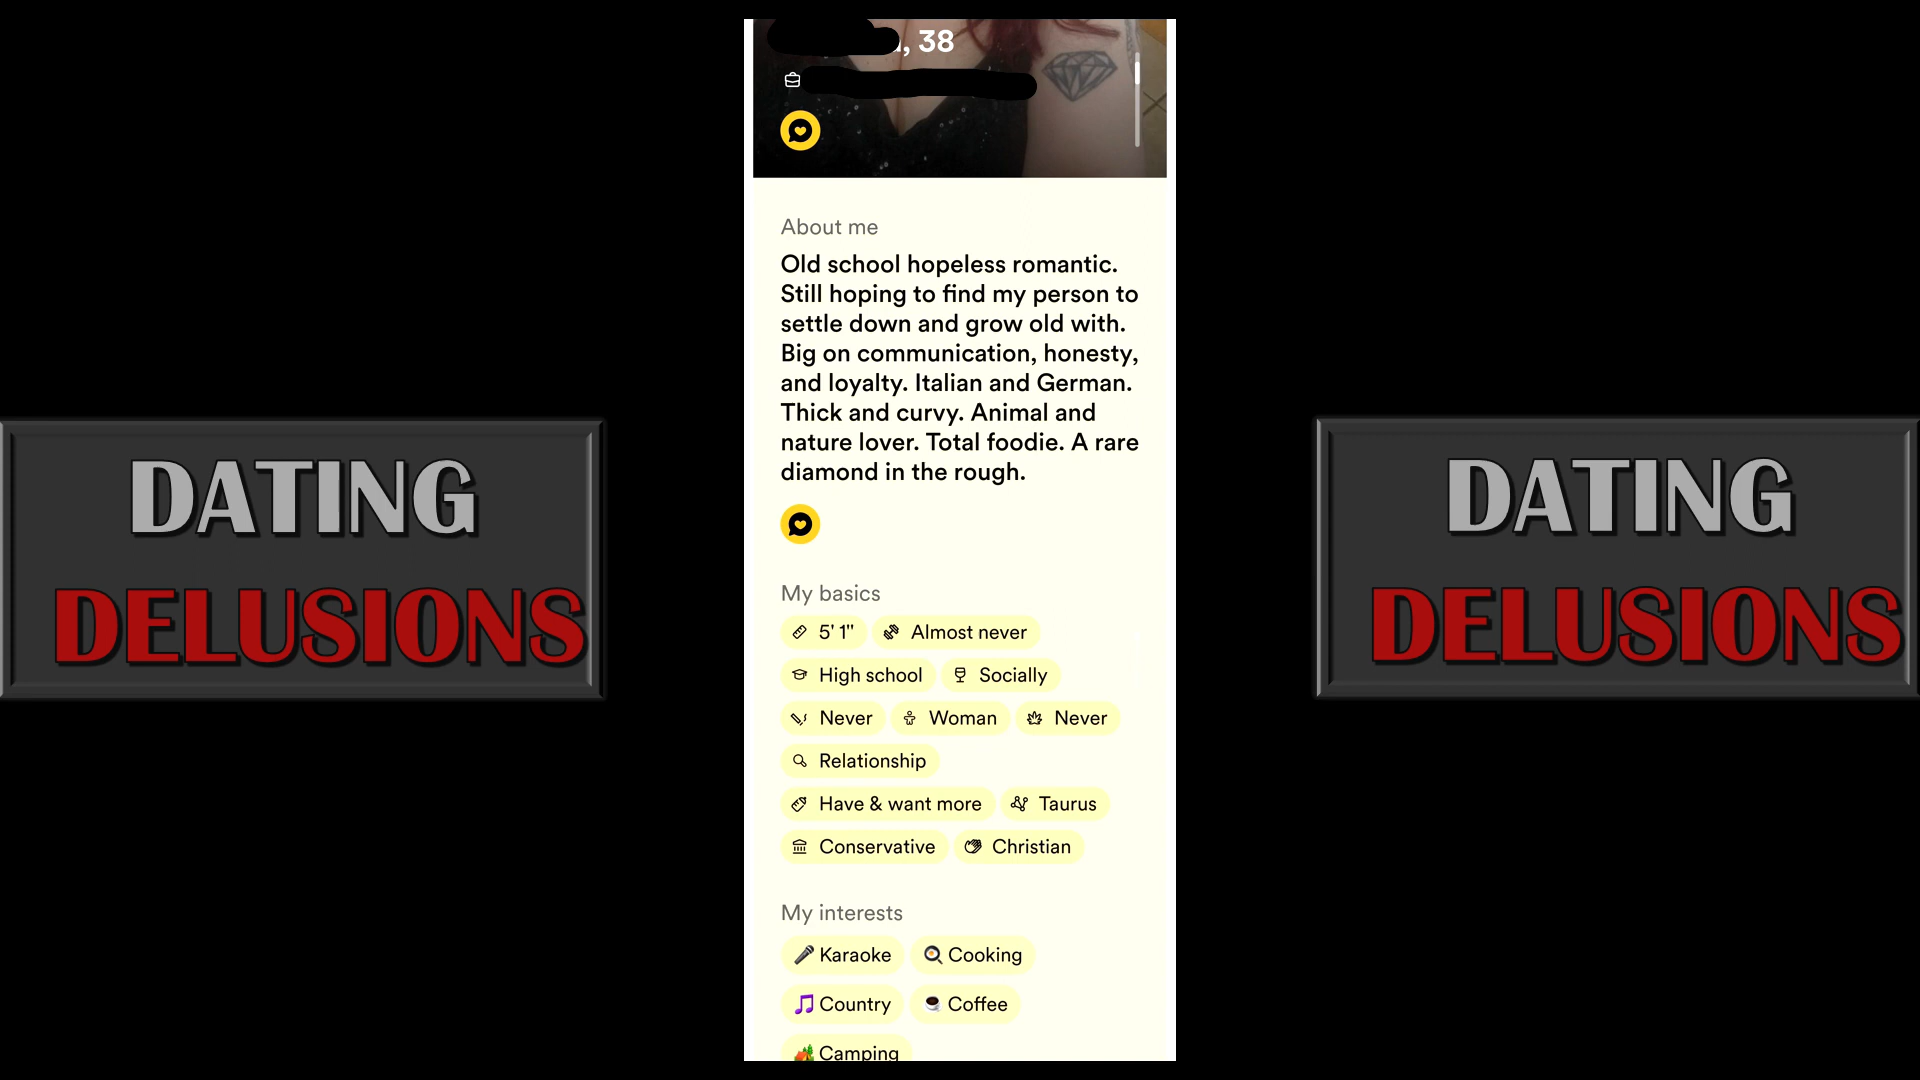 , 38
About me
Old school hopeless romantic.
Still hoping to find my person to
settle down and grow old with.
Big on communication, honesty,
and loyalty. Italian and German.
Thick and curvy. Animal and
nature lover. Total foodie. A rare
diamond in the rough.
My basics
5' 1" Almost never
High school Socially
Never Woman Never
Relationship
Have & want more Taurus
Conservative Christian
My interests
Karaoke Cooking
Country Coffee
Camping
DATING
DELUSIONS
DATING
DELUSIONS